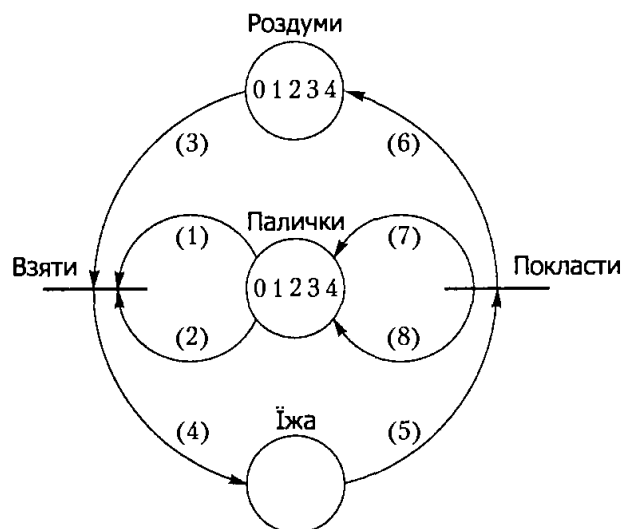 Роздуми
0 1 2 3 4
(3)
(6)
Палички
(1)
(7)
Взяти
0 1 2 3 4
Покласти
(2)
(8)
Їжа
(4)
(5)